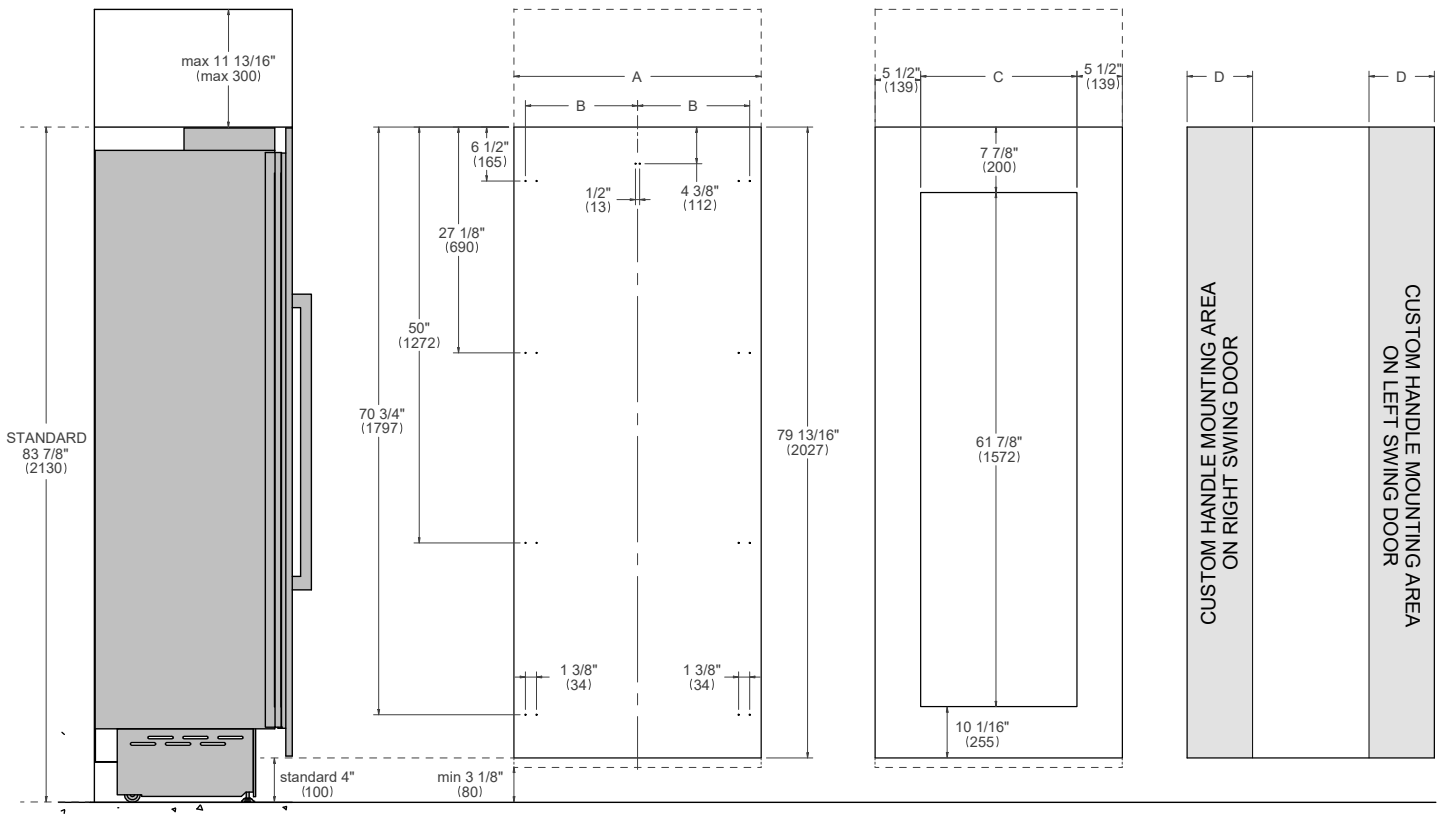 max 11 13/16"
(max 300)
STANDARD
83 7/8"
(2130)
standard 4"
(100)
A
B
B
6 1/2"
(165)
1/2"
(13)
4 3/8"
(112)
27 1/8"
(690)
50"
(1272)
70 3/4"
(1797)
79 13/16"
(2027)
1 3/8"
(34)
1 3/8"
(34)
min 3 1/8"
(80)
5 1/2"
(139)
C
5 1/2"
(139)
7 7/8"
(200)
61 7/8"
(1572)
10 1/16"
(255)
D
D
CUSTOM HANDLE MOUNTING AREA
ON RIGHT SWING DOOR
CUSTOM HANDLE MOUNTING AREA
ON LEFT SWING DOOR